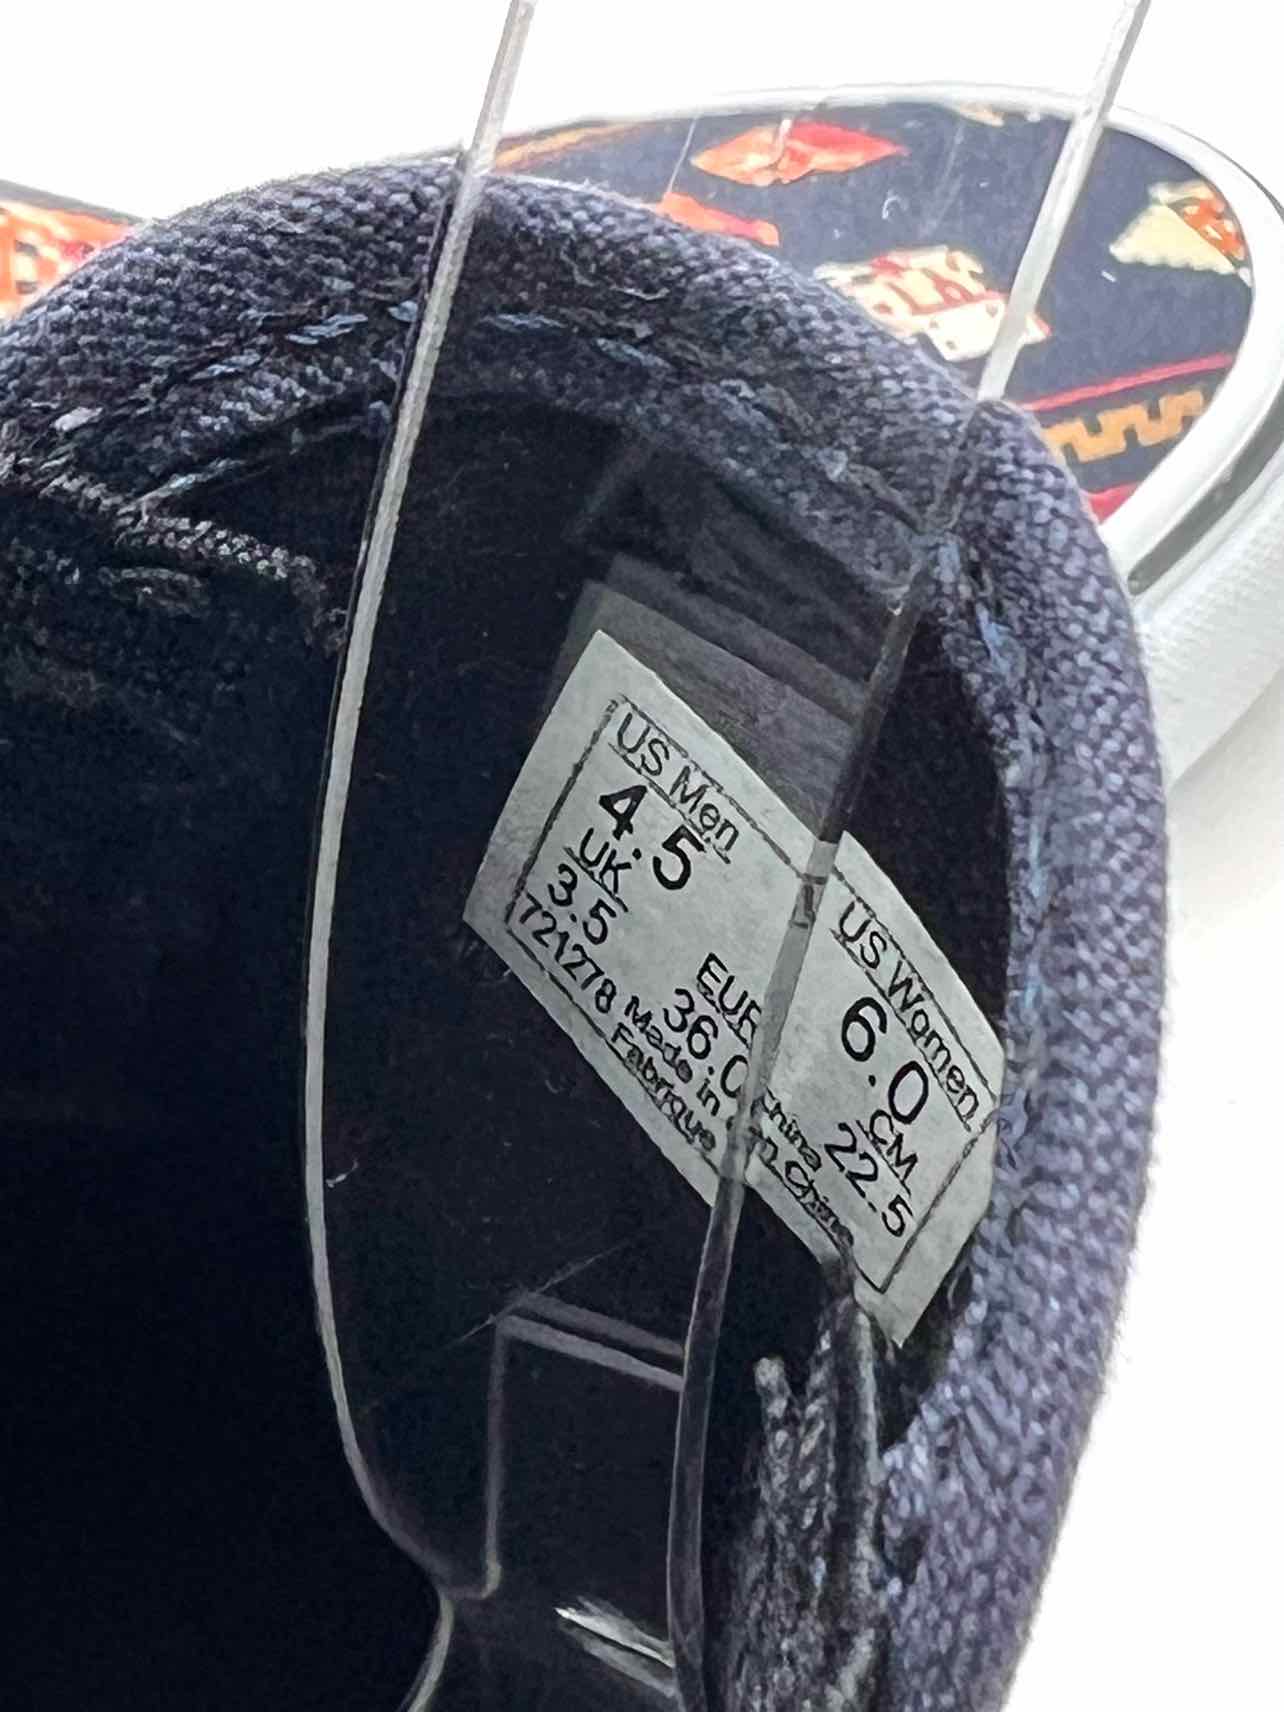 US Men
4.5
US Women
6.0
UK
3.5
EUR
36.0
CM
22.5
721278 Made in China
Fabriqué en Chine